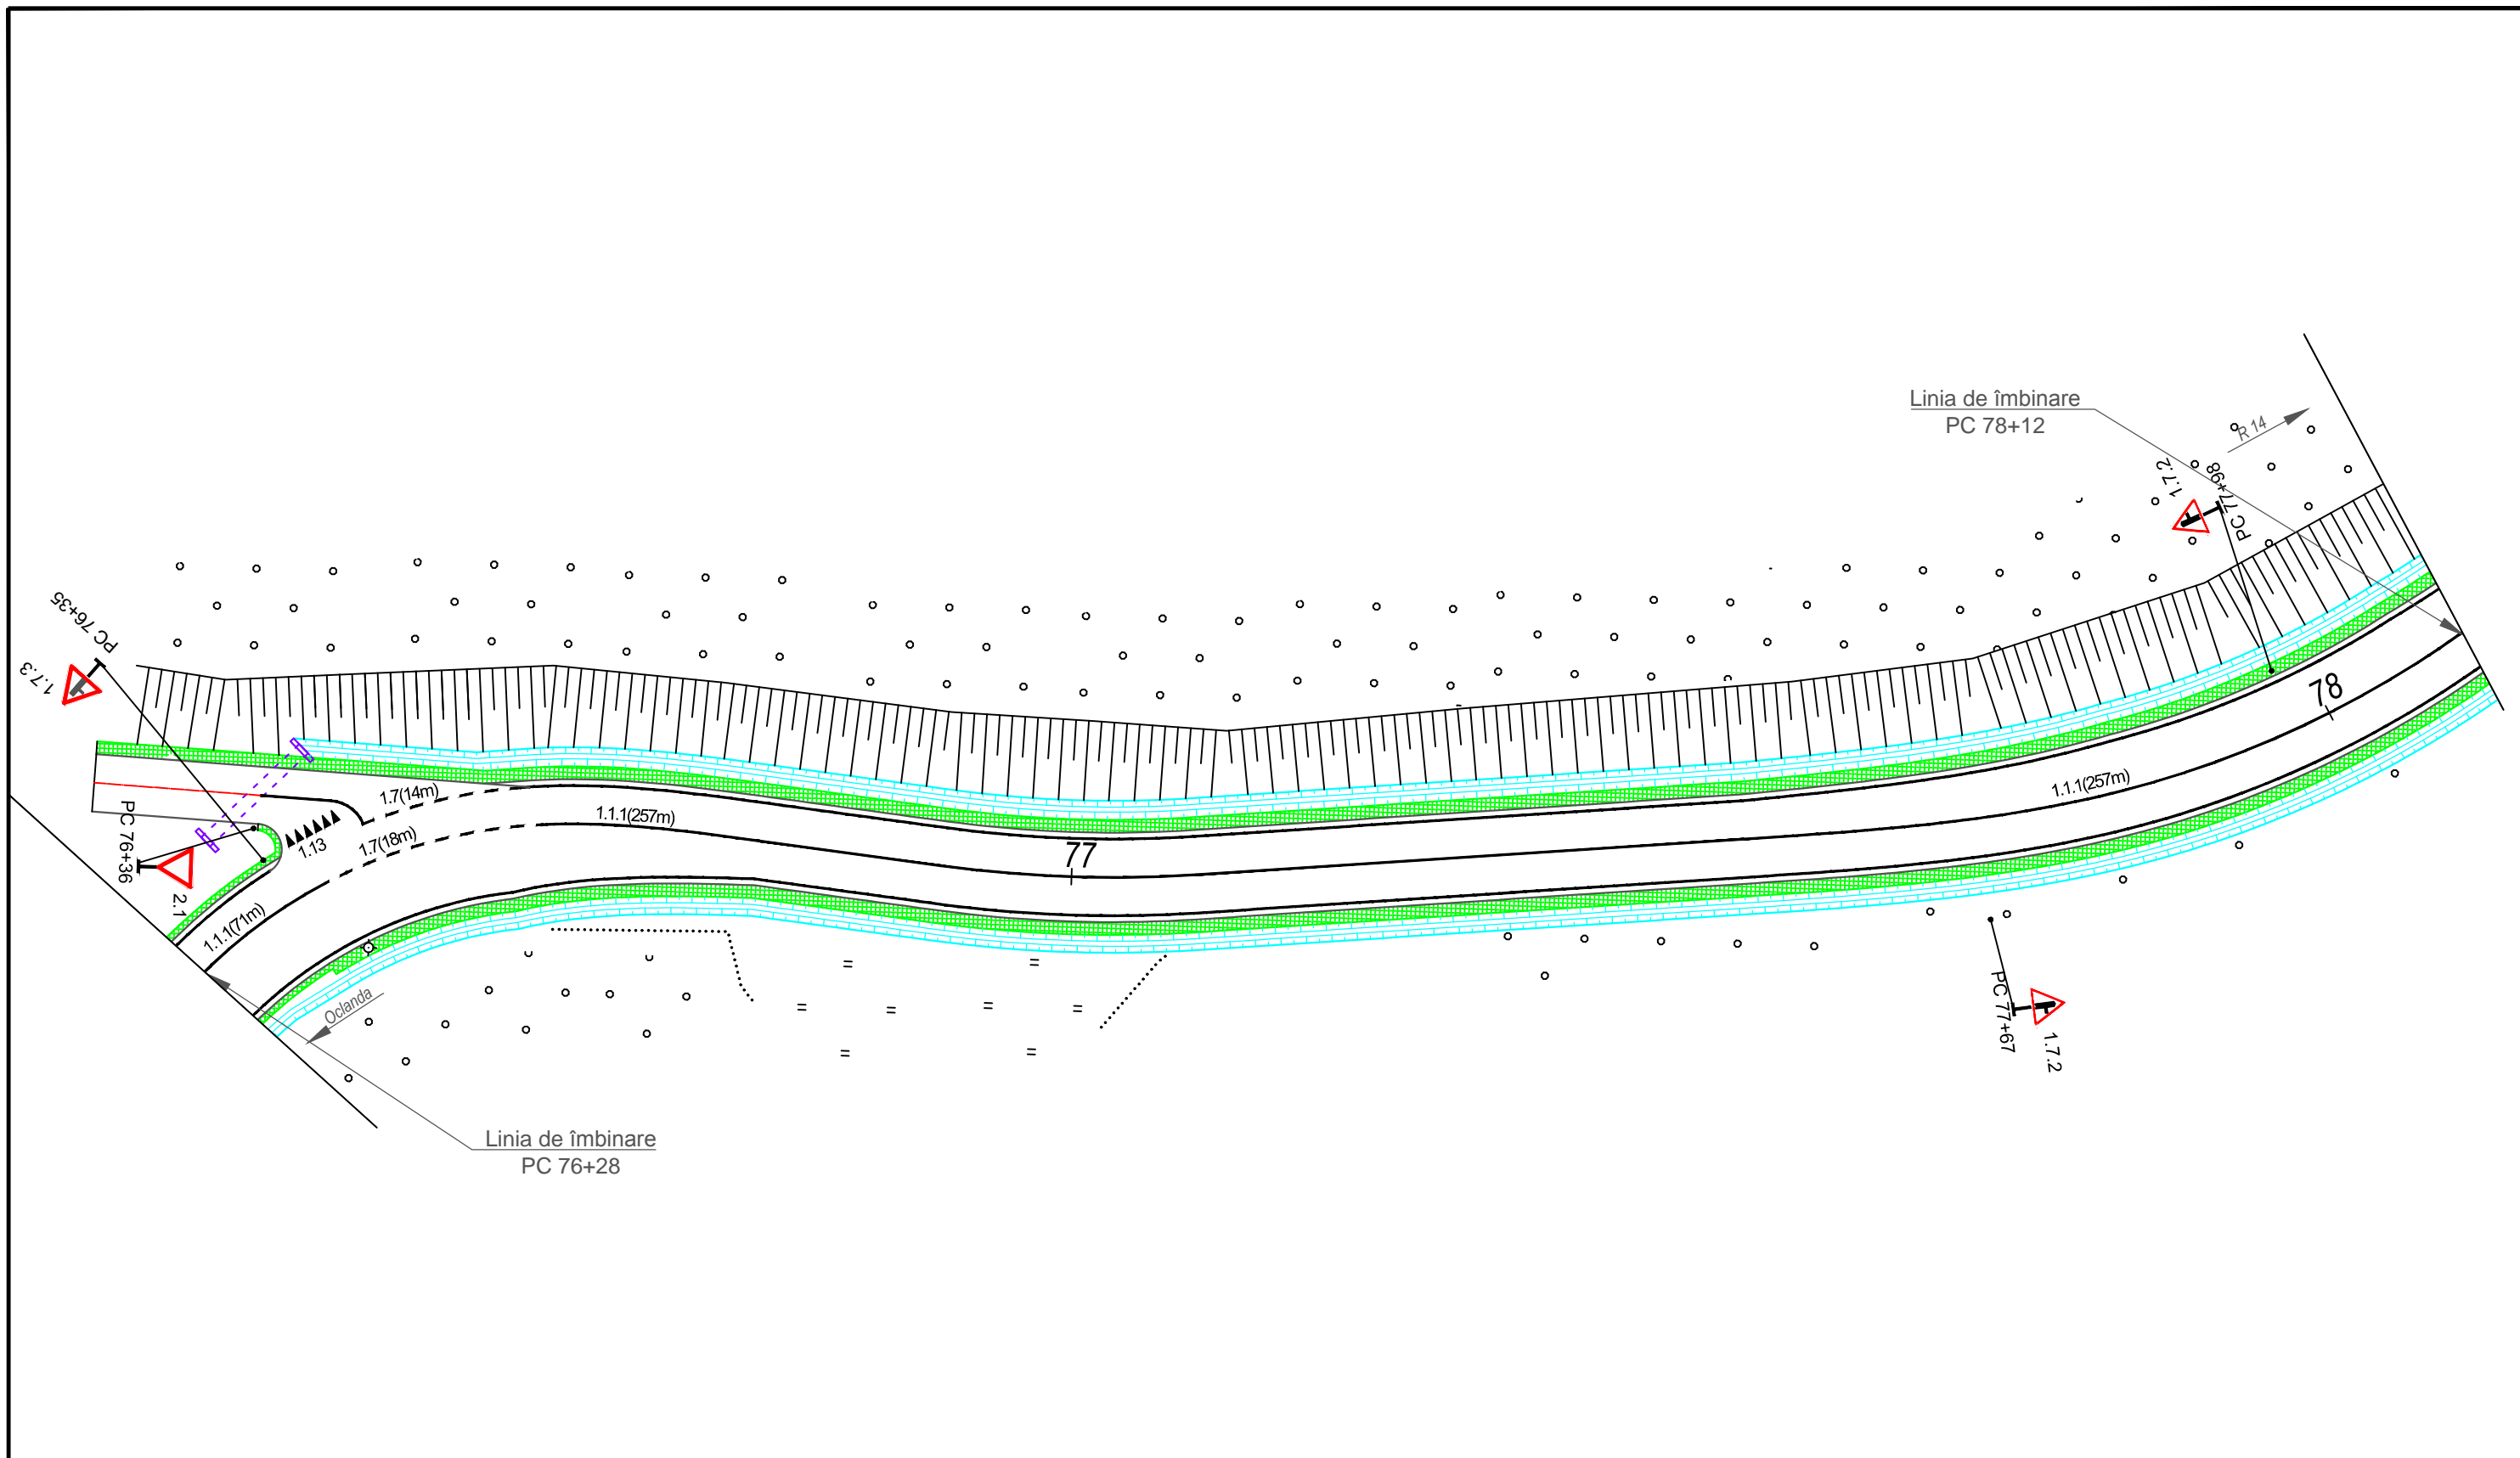 Linia de îmbinare
PC 78+12
R 14
1.7.2
PC 77+98
PC 76+35
1.7.3
78
1.7(14m)
1.1.1(257m)
1.1.1(257m)
PC 76+36
1.13
1.7(18m)
77
2.1
1.1.1(71m)
Oclanda
PC 77+67
1.7.2
Linia de îmbinare
PC 76+28